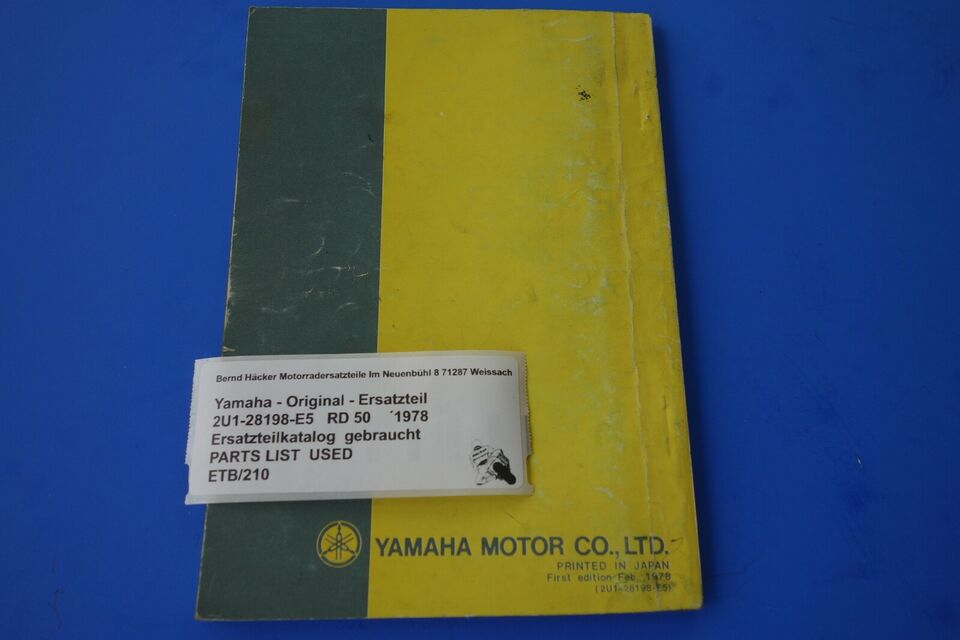 Bernd Häcker Motorradersatzteile Im Neuenbühl 8 71287 Weissach
Yamaha - Original - Ersatzteil
2U1-28198-E5 RD 50 ´1978
Ersatzteilkatalog gebraucht
PARTS LIST USED
ETB/210
YAMAHA MOTOR CO., LTD.
PRINTED IN JAPAN
First edition Feb. 1978
(2U1-28198-E5)